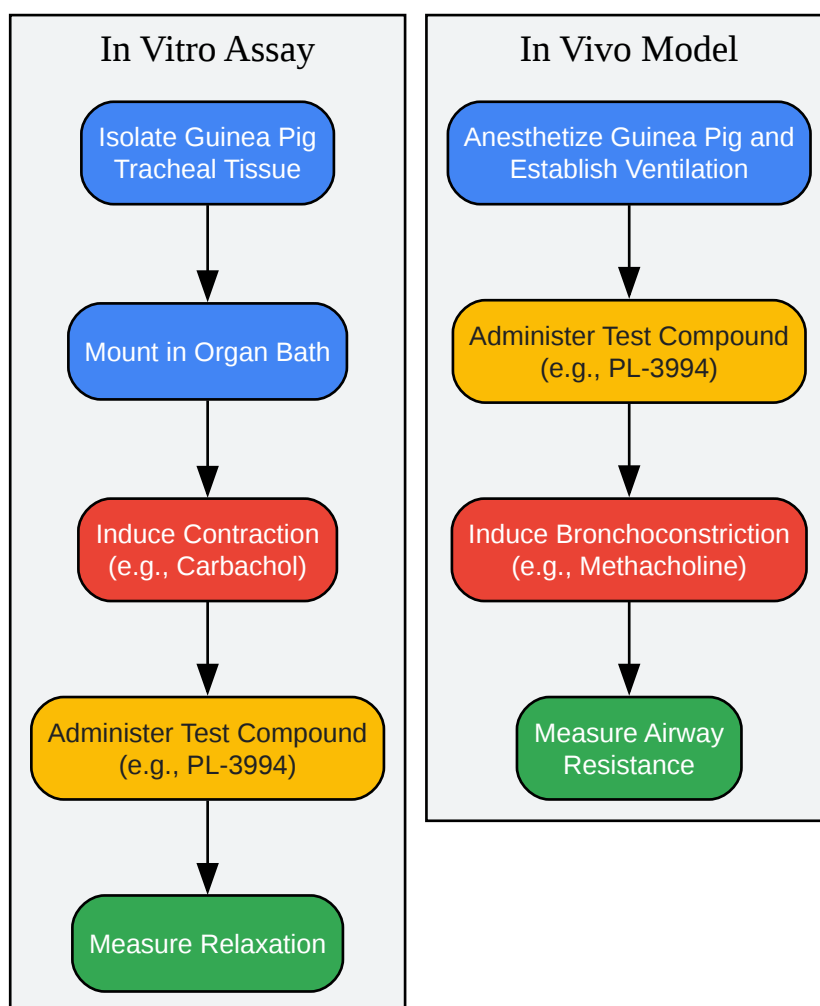 In Vitro Assay
Isolate Guinea Pig
Tracheal Tissue
Mount in Organ Bath
Induce Contraction
(e.g., Carbachol)
Administer Test Compound
(e.g., PL-3994)
Measure Relaxation
In Vivo Model
Anesthetize Guinea Pig and
Establish Ventilation
Administer Test Compound
(e.g., PL-3994)
Induce Bronchoconstriction
(e.g., Methacholine)
Measure Airway
Resistance